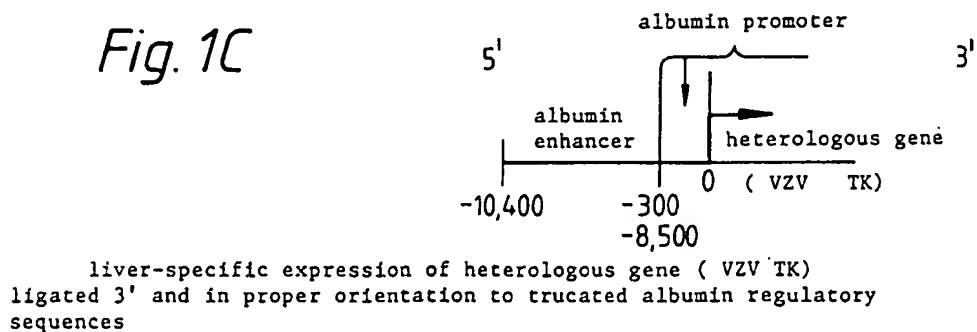 Fig. 1C
albumin promoter
5' 3'
albumin
enhancer
heterologous gene
0 ( VZV TK)
-10,400 -300
-8,500
liver-specific expression of heterologous gene ( VZV TK)
ligated 3' and in proper orientation to trucated albumin regulatory
sequences